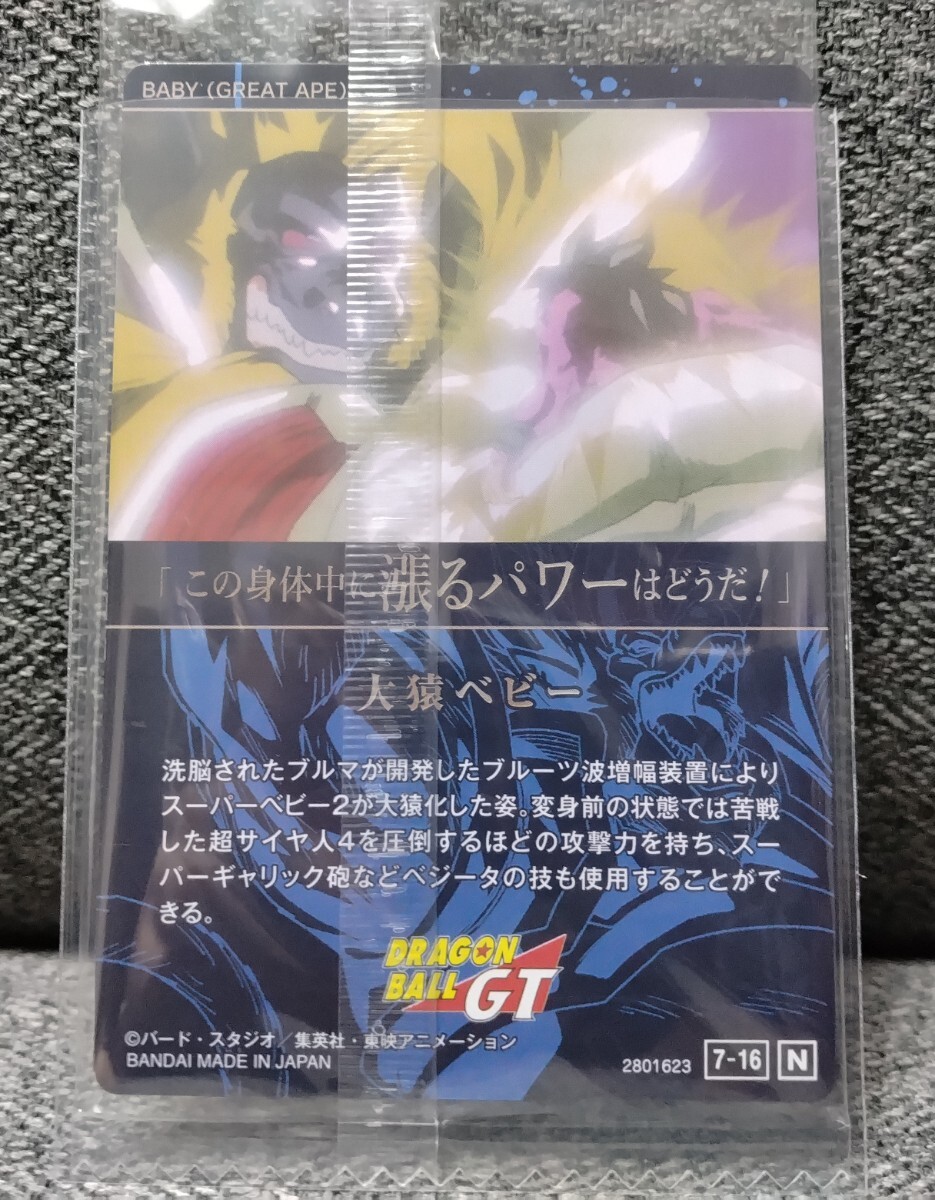 BABY (GREAT APE)
「この身体中に漲るパワーはどうだ!」
大猿ベビー
洗脳されたブルマが開発したブルーツ波増幅装置により
スーパーベビー2が大猿化した姿。変身前の状態では苦戦
した超サイヤ人4を圧倒するほどの攻撃力を持ち、スー
パーギャリック砲などベジータの技も使用することがで
きる。
DRAGON
BALL GT
©バード・スタジオ/集英社・東映アニメーション
BANDAI MADE IN JAPAN
2801623 7-16 N